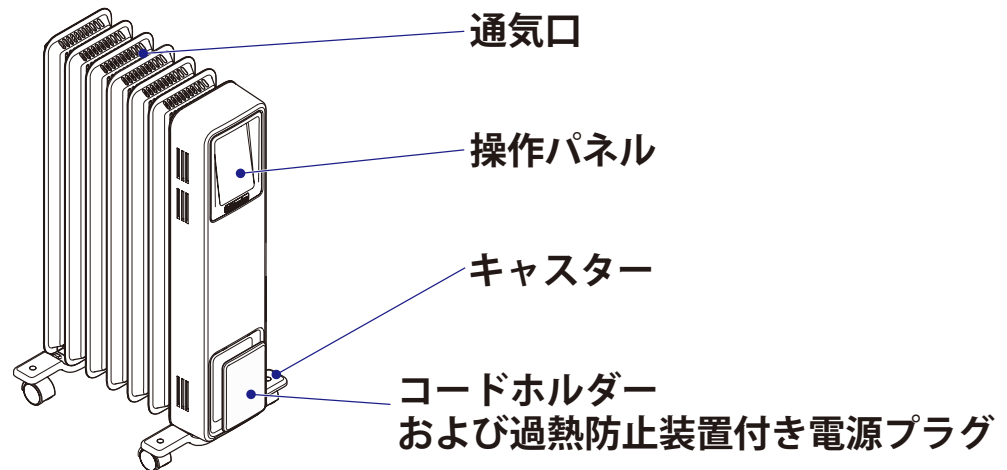 通気口
操作パネル
キャスター
コードホルダー
および過熱防止装置付き電源プラグ